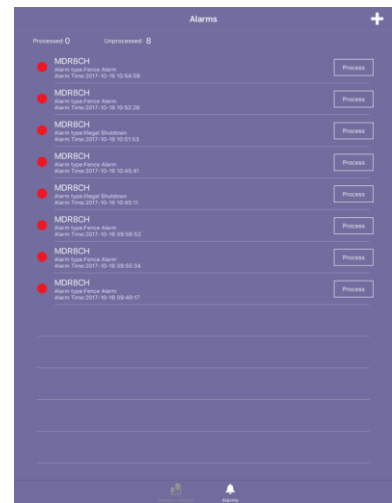 Alarms
Processed: 0 Unprocessed: 8
MDR8CH
Alarm type:Fence Alarm
Alarm Time:2017-10-16 10:54:59
Process
MDR8CH
Alarm type:Fence Alarm
Alarm Time:2017-10-16 10:52:26
Process
MDR8CH
Alarm type:Illegal Shutdown
Alarm Time:2017-10-16 10:51:53
Process
MDR8CH
Alarm type:Fence Alarm
Alarm Time:2017-10-16 10:45:41
Process
MDR8CH
Alarm type:Illegal Shutdown
Alarm Time:2017-10-16 10:45:11
Process
MDR8CH
Alarm type:Fence Alarm
Alarm Time:2017-10-16 09:58:53
Process
MDR8CH
Alarm type:Fence Alarm
Alarm Time:2017-10-16 09:55:34
Process
MDR8CH
Alarm type:Fence Alarm
Alarm Time:2017-10-16 09:49:17
Process
Alarms